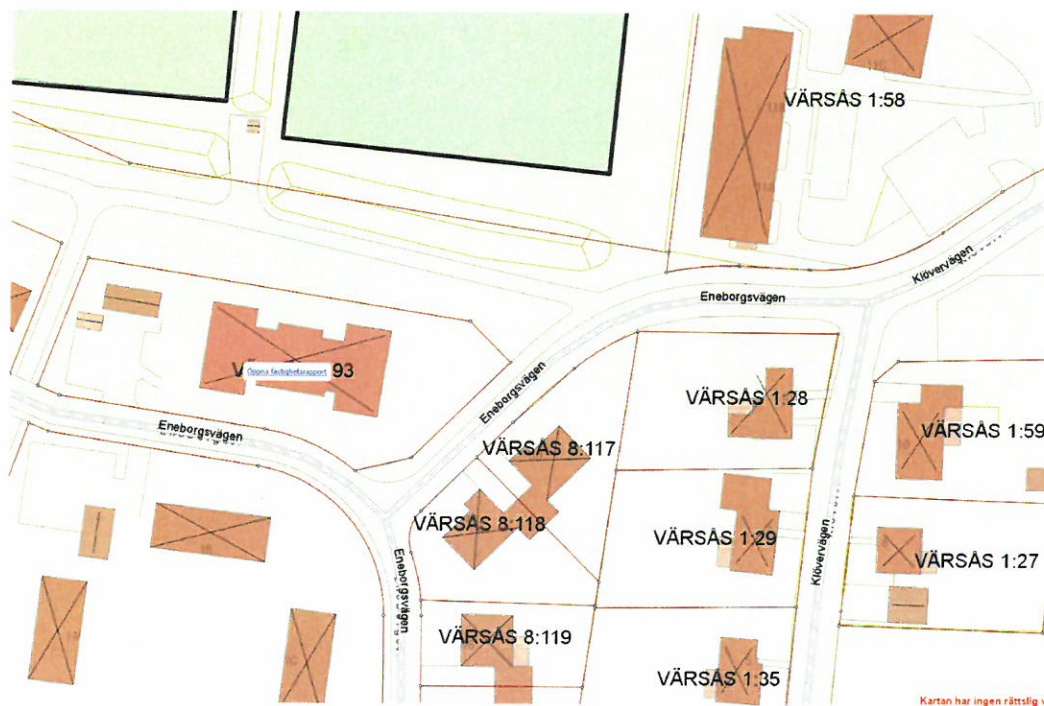 VÄRSÅS 1:58
Klövervägen
Eneborgsvägen
Öppna fastighetsrapport
93
Eneborgsvägen
VÄRSÅS 1:28
Eneborgsvägen
VÄRSÅS 1:59
VÄRSÅS 8:117
VÄRSÅS 8:118
VÄRSÅS 1:29
VÄRSÅS 1:27
Klövervägen
Eneborgsvägen
VÄRSÅS 8:119
VÄRSÅS 1:35
Kartan har ingen rättslig v